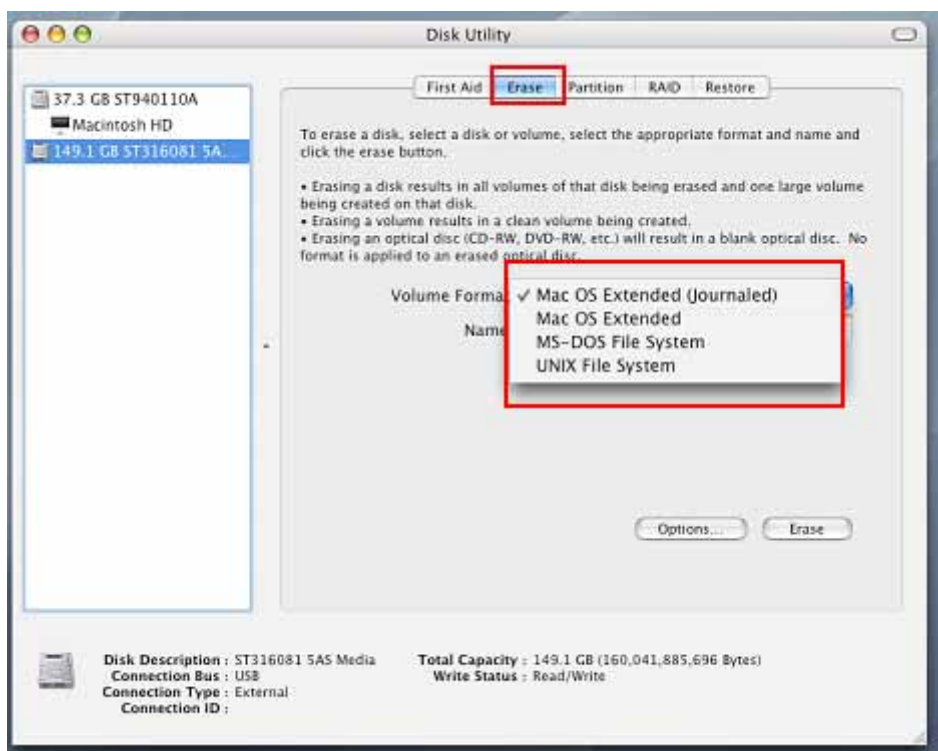 Disk Utility
37.3 GB ST940110A
Macintosh HD
149.1 GB ST316081 5A...
First Aid Erase Partition RAID Restore
To erase a disk, select a disk or volume, select the appropriate format and name and
click the erase button.
• Erasing a disk results in all volumes of that disk being erased and one large volume
being created on that disk.
• Erasing a volume results in a clean volume being created.
• Erasing an optical disc (CD-RW, DVD-RW, etc.) will result in a blank optical disc. No
format is applied to an erased optical disc.
Volume Forma
✓ Mac OS Extended (Journaled)
Mac OS Extended
MS-DOS File System
UNIX File System
Name
Options... Erase
Disk Description : ST316081 5AS Media
Connection Bus : USB
Connection Type : External
Connection ID :
Total Capacity : 149.1 GB (160,041,885,696 Bytes)
Write Status : Read/Write